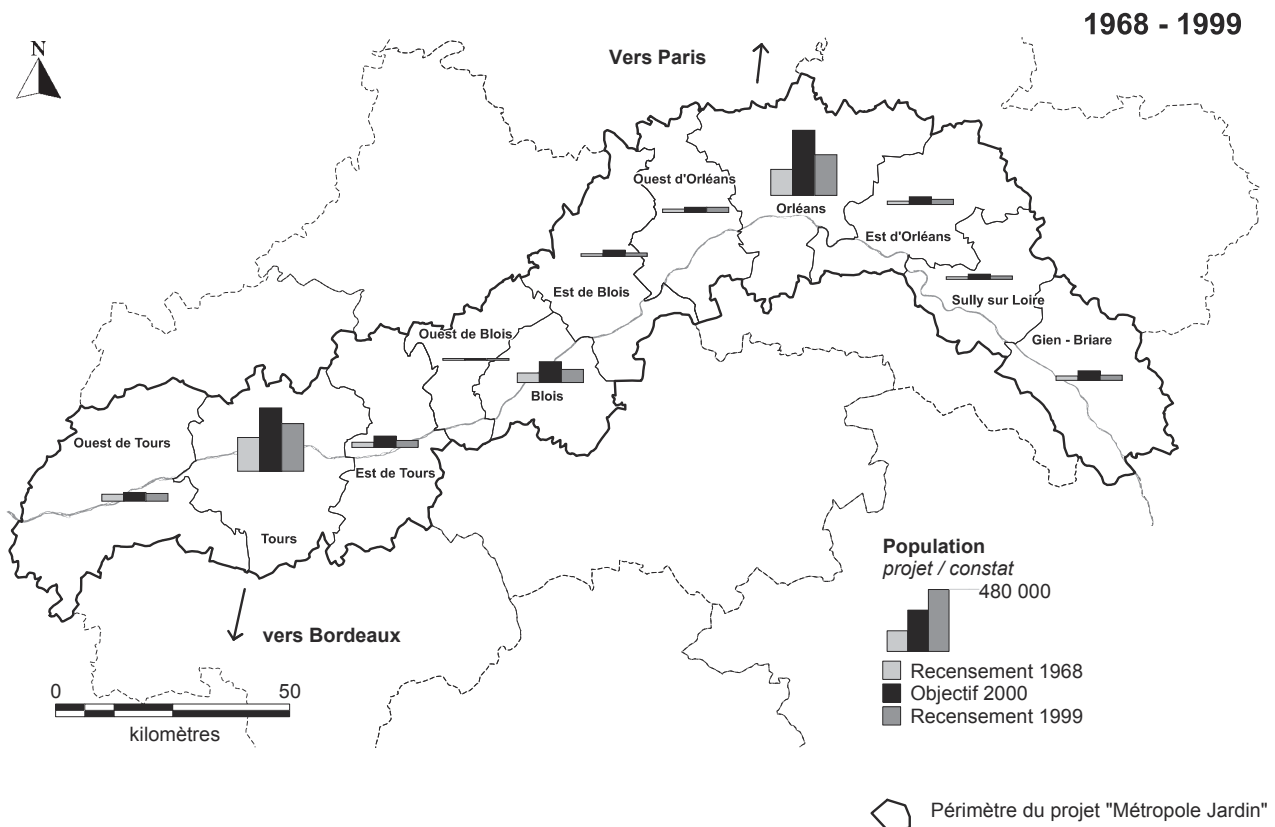 1968 - 1999
N
Vers Paris
Ouest d'Orléans
Orléans
Est d'Orléans
Est de Blois
Sully sur Loire
Ouest de Blois
Gien - Briare
Blois
Ouest de Tours
Est de Tours
Tours
vers Bordeaux
Population
projet / constat
480 000
Recensement 1968
Objectif 2000
Recensement 1999
0 50
kilomètres
Périmètre du projet "Métropole Jardin"